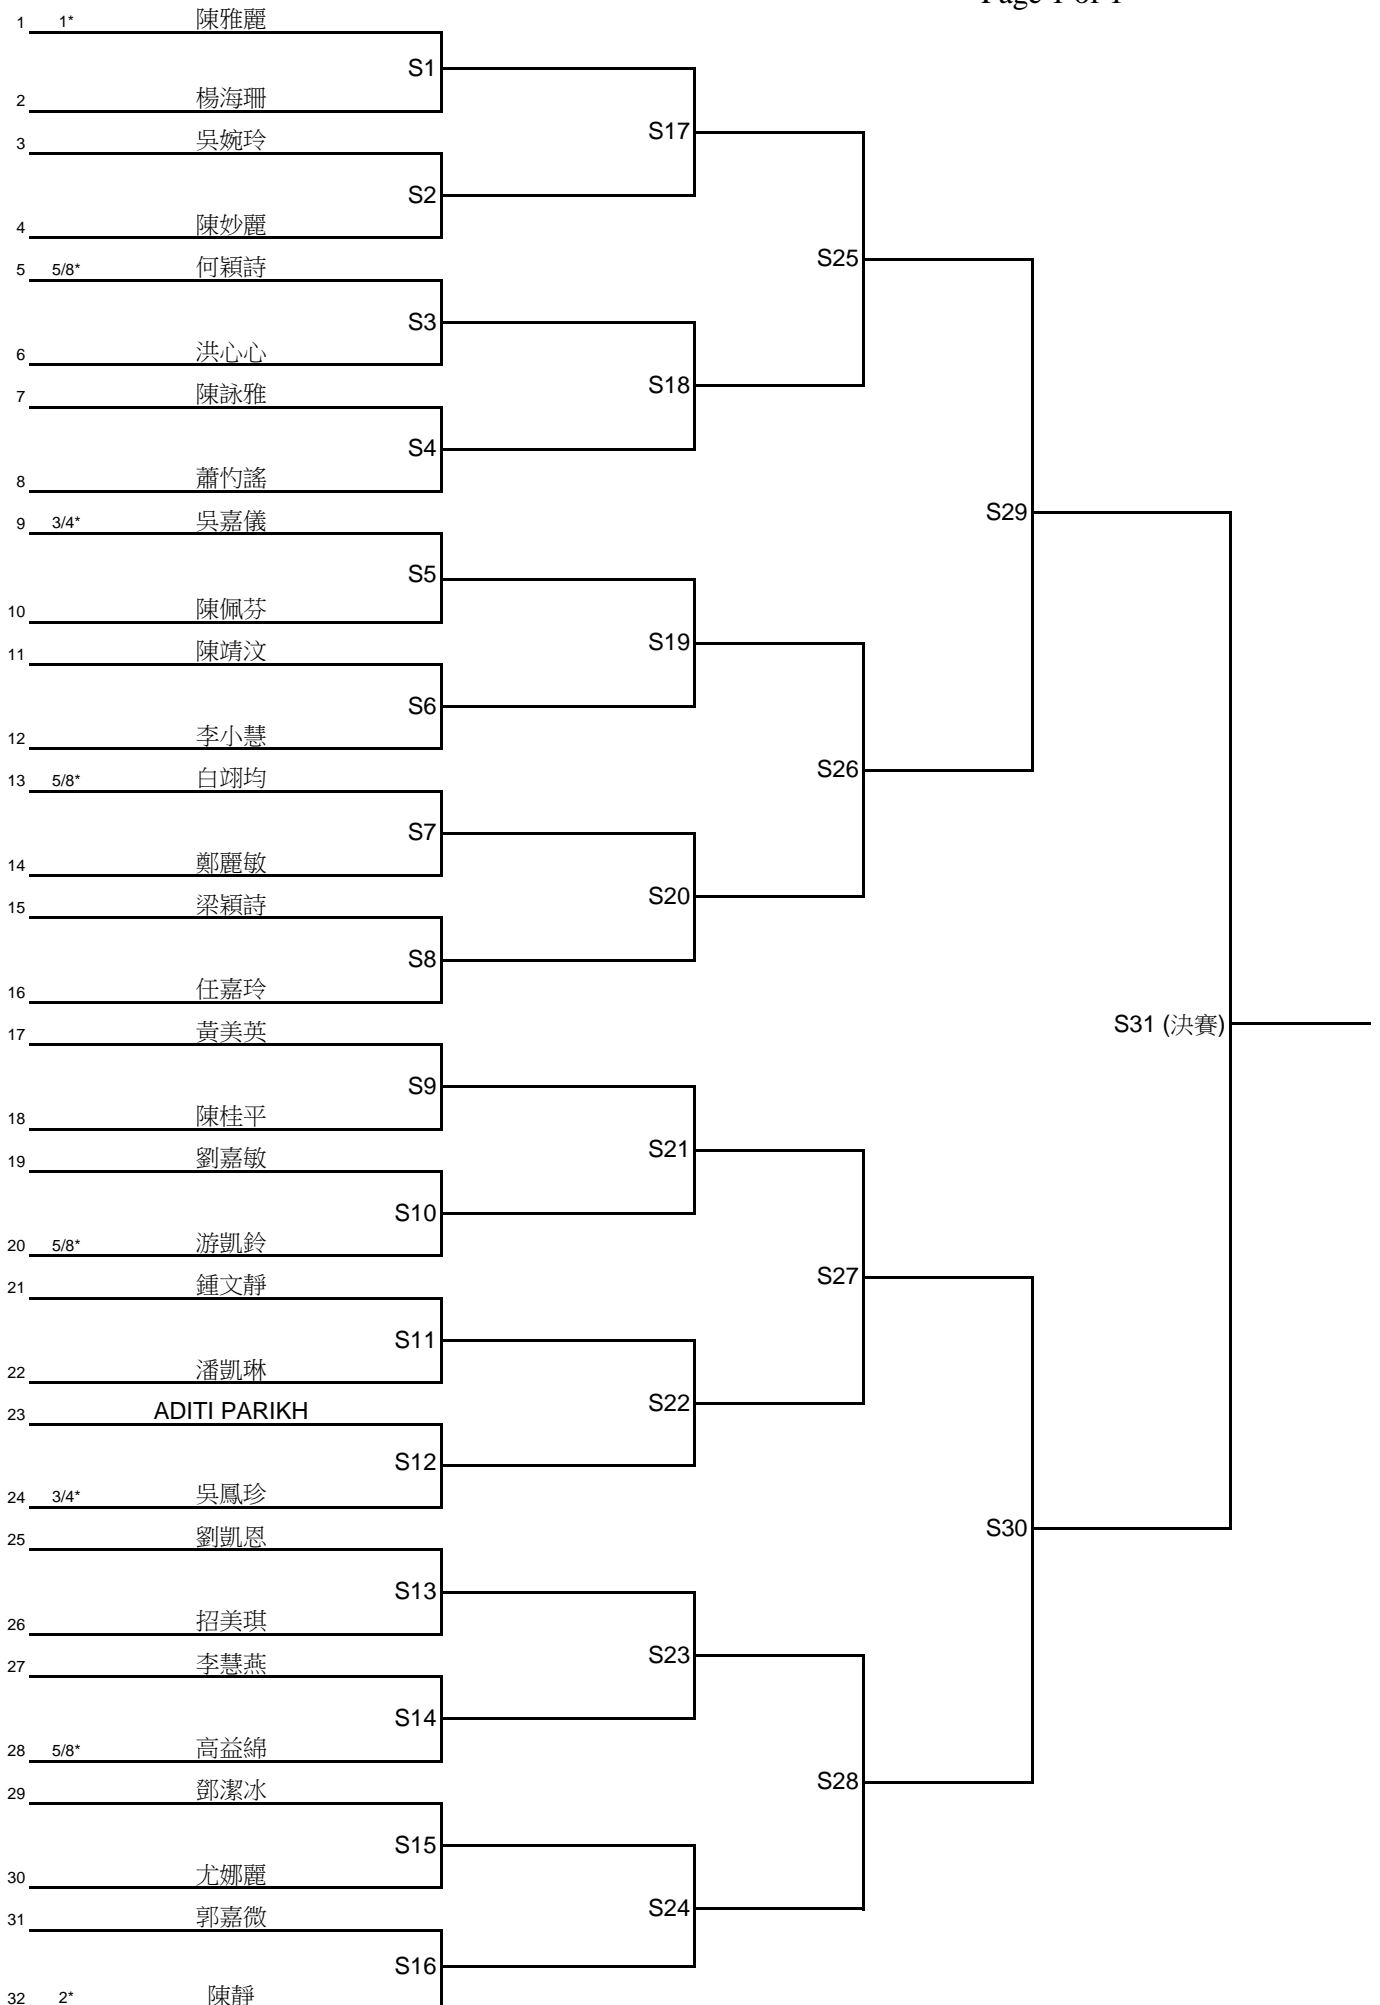 Page 1 of 1
1 1* 陳雅麗
S1
2 楊海珊
3 吳婉玲
S17
S2
4 陳妙麗
S25
5 5/8* 何穎詩
S3
6 洪心心
7 陳詠雅
S18
S4
8 蕭灼謠
S29
9 3/4* 吳嘉儀
S5
10 陳佩芬
11 陳靖汶
S19
S6
12 李小慧
S26
13 5/8* 白翊均
S7
14 鄭麗敏
15 梁穎詩
S20
S8
16 任嘉玲
S31 (決賽)
17 黃美英
S9
18 陳桂平
19 劉嘉敏
S21
S10
20 5/8* 游凱鈴
S27
21 鍾文靜
S11
22 潘凱琳
23 ADITI PARIKH
S22
S12
24 3/4* 吳鳳珍
S30
25 劉凱恩
S13
26 招美琪
27 李慧燕
S23
S14
28 5/8* 高益綿
S28
29 鄧潔冰
S15
30 尤娜麗
31 郭嘉微
S24
S16
32 2* 陳靜